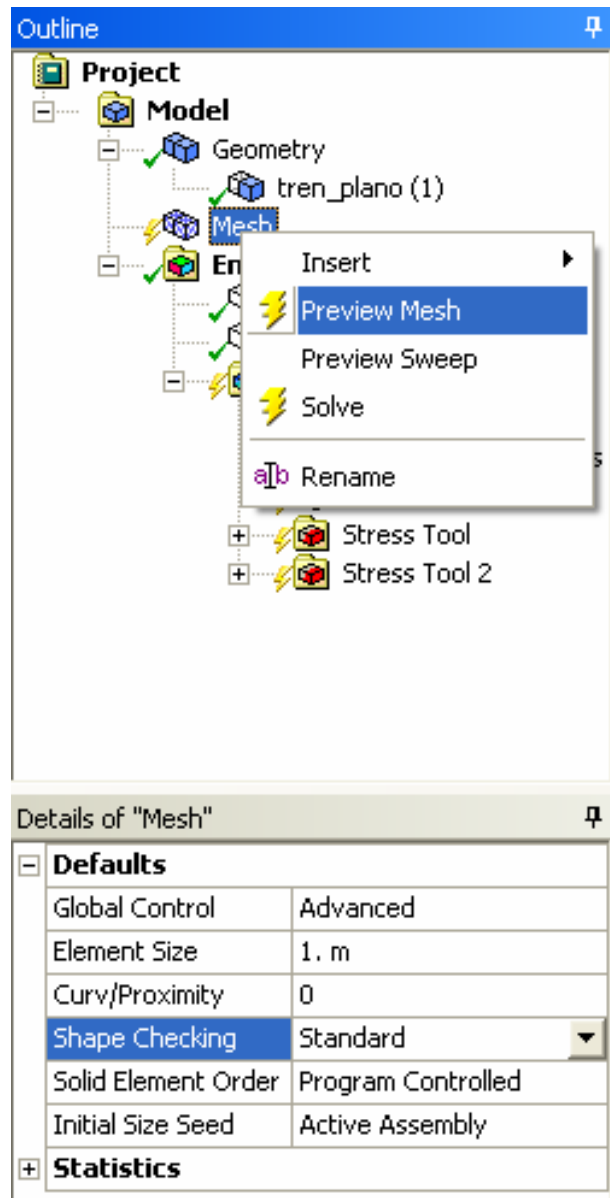 Outline
Project
Model
Geometry
tren_plano (1)
Mesh
En
Insert
Preview Mesh
Preview Sweep
Solve
s
Rename
Stress Tool
Stress Tool 2
Details of "Mesh"
Defaults
Global Control Advanced
Element Size 1. m
Curv/Proximity 0
Shape Checking Standard
Solid Element Order Program Controlled
Initial Size Seed Active Assembly
Statistics